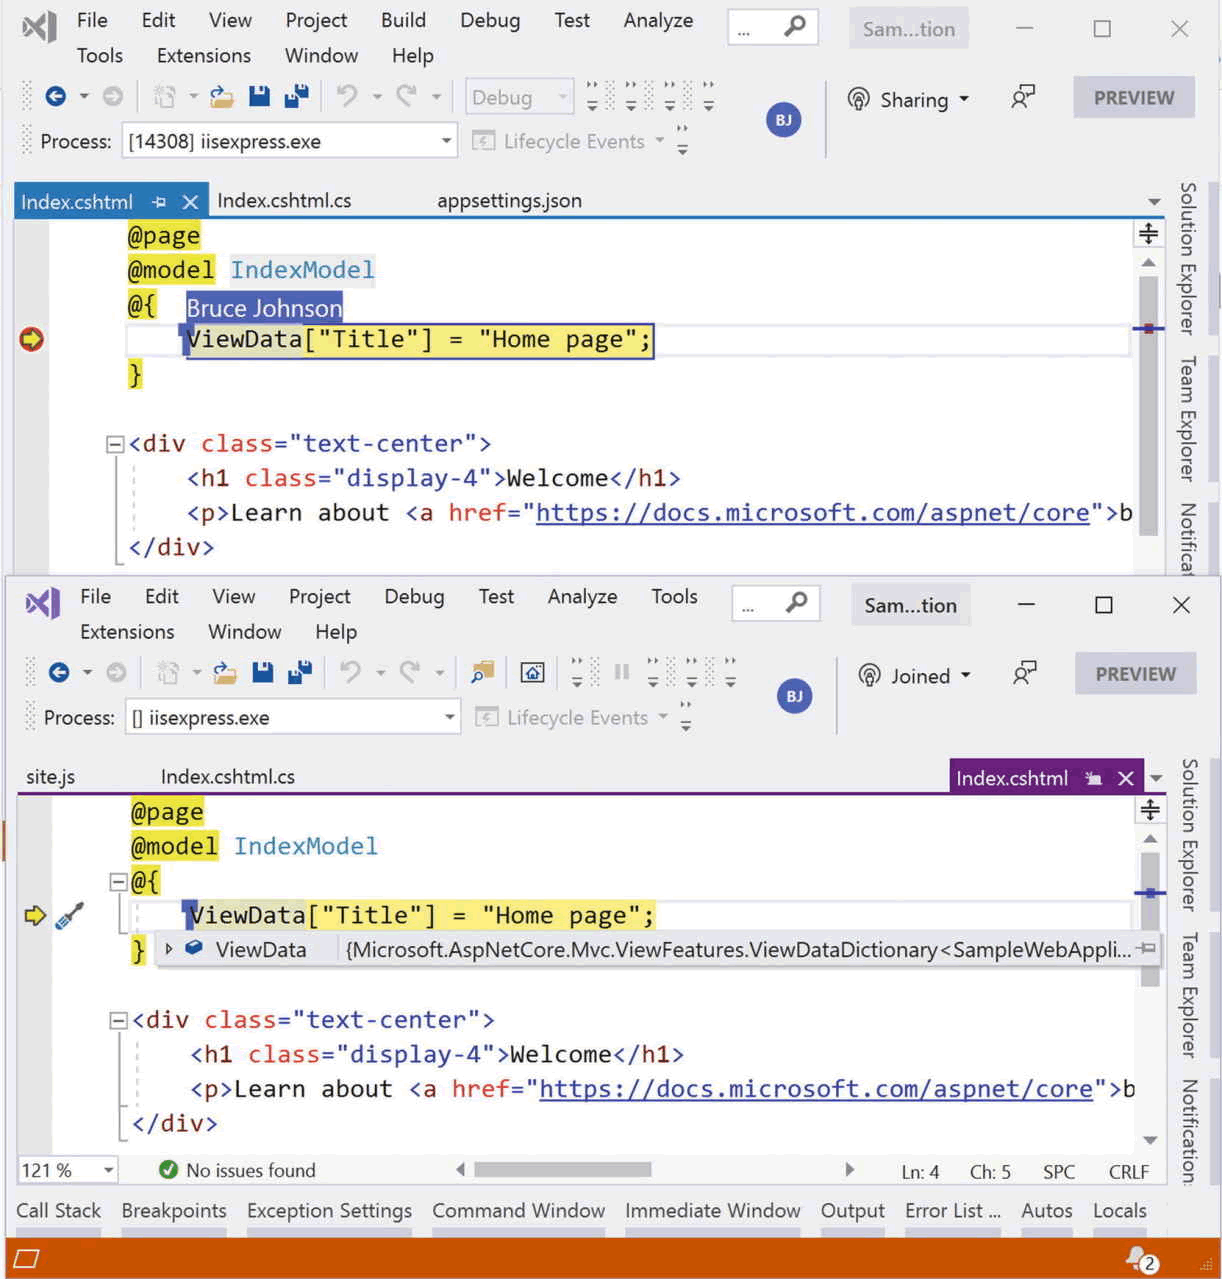 File Edit View Project Build Debug Test Analyze ... Sam...tion
Tools Extensions Window Help
Debug BJ Sharing PREVIEW
Process: [14308] iisexpress.exe Lifecycle Events
Index.cshtml Index.cshtml.cs appsettings.json
@page
@model IndexModel
@{ Bruce Johnson
ViewData["Title"] = "Home page";
}
<div class="text-center">
<h1 class="display-4">Welcome</h1>
<p>Learn about <a href="https://docs.microsoft.com/aspnet/core">b
</div>
Solution Explorer
Team Explorer
Notificat
File Edit View Project Debug Test Analyze Tools ... Sam...tion
Extensions Window Help
BJ Joined PREVIEW
Process: [] iisexpress.exe Lifecycle Events
site.js Index.cshtml.cs Index.cshtml
@page
@model IndexModel
@{
ViewData["Title"] = "Home page";
} ViewData {Microsoft.AspNetCore.Mvc.ViewFeatures.ViewDataDictionary<SampleWebAppli...
<div class="text-center">
<h1 class="display-4">Welcome</h1>
<p>Learn about <a href="https://docs.microsoft.com/aspnet/core">b
</div>
Solution Explorer
Team Explorer
Notification
121 % No issues found Ln: 4 Ch: 5 SPC CRLF
Call Stack Breakpoints Exception Settings Command Window Immediate Window Output Error List ... Autos Locals
2